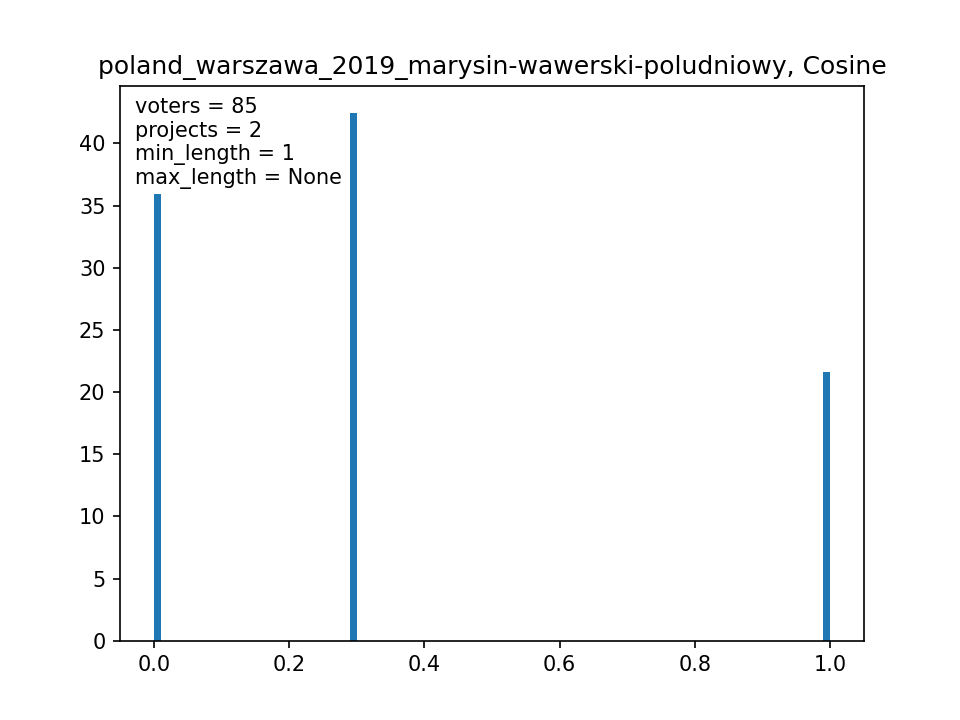 poland_warszawa_2019_marysin-wawerski-poludniowy, Cosine
voters = 85
projects = 2
min_length = 1
max_length = None
40
35
30
25
20
15
10
5
0
0.0 0.2 0.4 0.6 0.8 1.0